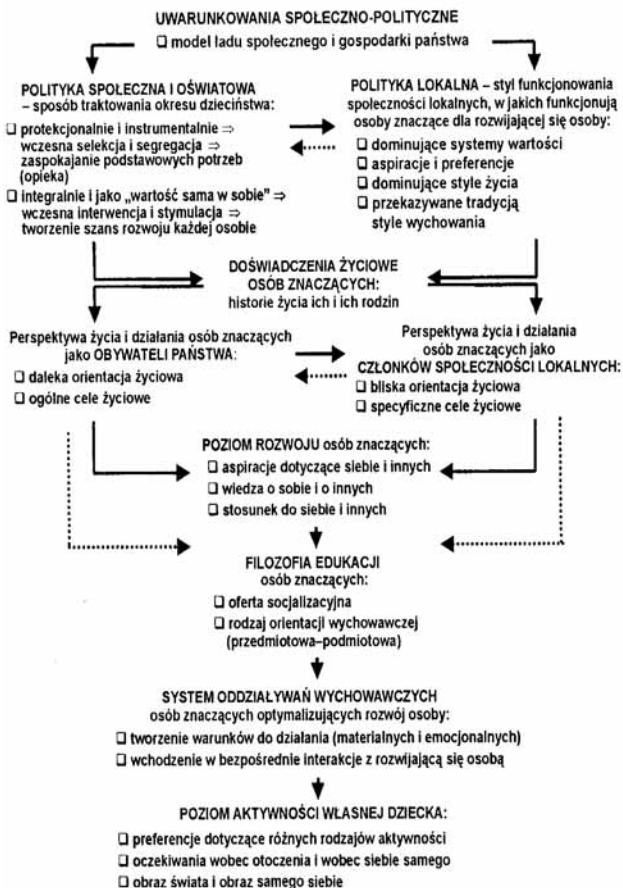 UWARUNKOWANIA SPOŁECZNO-POLITYCZNE
❑ model ładu społecznego i gospodarki państwa
POLITYKA SPOŁECZNA I OŚWIATOWA
– sposób traktowania okresu dzieciństwa:
❑ protekcjonalnie i instrumentalnie ⇒
wczesna selekcja i segregacja ⇒
zaspokajanie podstawowych potrzeb
(opieka)
❑ integralnie i jako „wartość sama w sobie” ⇒
wczesna interwencja i stymulacja ⇒
tworzenie szans rozwoju każdej osobie
POLITYKA LOKALNA – styl funkcjonowania
społeczności lokalnych, w jakich funkcjonują
osoby znaczące dla rozwijającej się osoby:
❑ dominujące systemy wartości
❑ aspiracje i preferencje
❑ dominujące style życia
❑ przekazywane tradycją
style wychowania
DOŚWIADCZENIA ŻYCIOWE
OSÓB ZNACZĄCYCH:
historie życia ich i ich rodzin
Perspektywa życia i działania osób znaczących
jako OBYWATELI PAŃSTWA:
❑ daleka orientacja życiowa
❑ ogólne cele życiowe
Perspektywa życia i działania
osób znaczących jako
CZŁONKÓW SPOŁECZNOŚCI LOKALNYCH:
❑ bliska orientacja życiowa
❑ specyficzne cele życiowe
POZIOM ROZWOJU osób znaczących:
❑ aspiracje dotyczące siebie i innych
❑ wiedza o sobie i o innych
❑ stosunek do siebie i innych
FILOZOFIA EDUKACJI
osób znaczących:
❑ oferta socjalizacyjna
❑ rodzaj orientacji wychowawczej
(przedmiotowa–podmiotowa)
SYSTEM ODDZIAŁYWAŃ WYCHOWAWCZYCH
osób znaczących optymalizujących rozwój osoby:
❑ tworzenie warunków do działania (materialnych i emocjonalnych)
❑ wchodzenie w bezpośrednie interakcje z rozwijającą się osobą
POZIOM AKTYWNOŚCI WŁASNEJ DZIECKA:
❑ preferencje dotyczące różnych rodzajów aktywności
❑ oczekiwania wobec otoczenia i wobec siebie samego
❑ obraz świata i obraz samego siebie